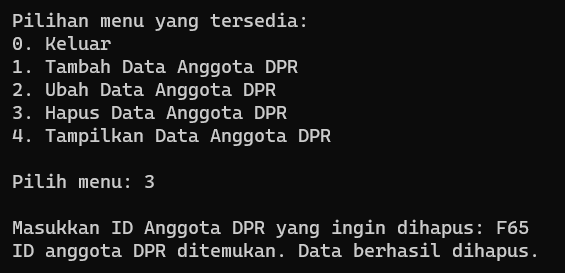 Pilihan menu yang tersedia:
0. Keluar
1. Tambah Data Anggota DPR
2. Ubah Data Anggota DPR
3. Hapus Data Anggota DPR
4. Tampilkan Data Anggota DPR
Pilih menu: 3
Masukkan ID Anggota DPR yang ingin dihapus: F65
ID anggota DPR ditemukan. Data berhasil dihapus.